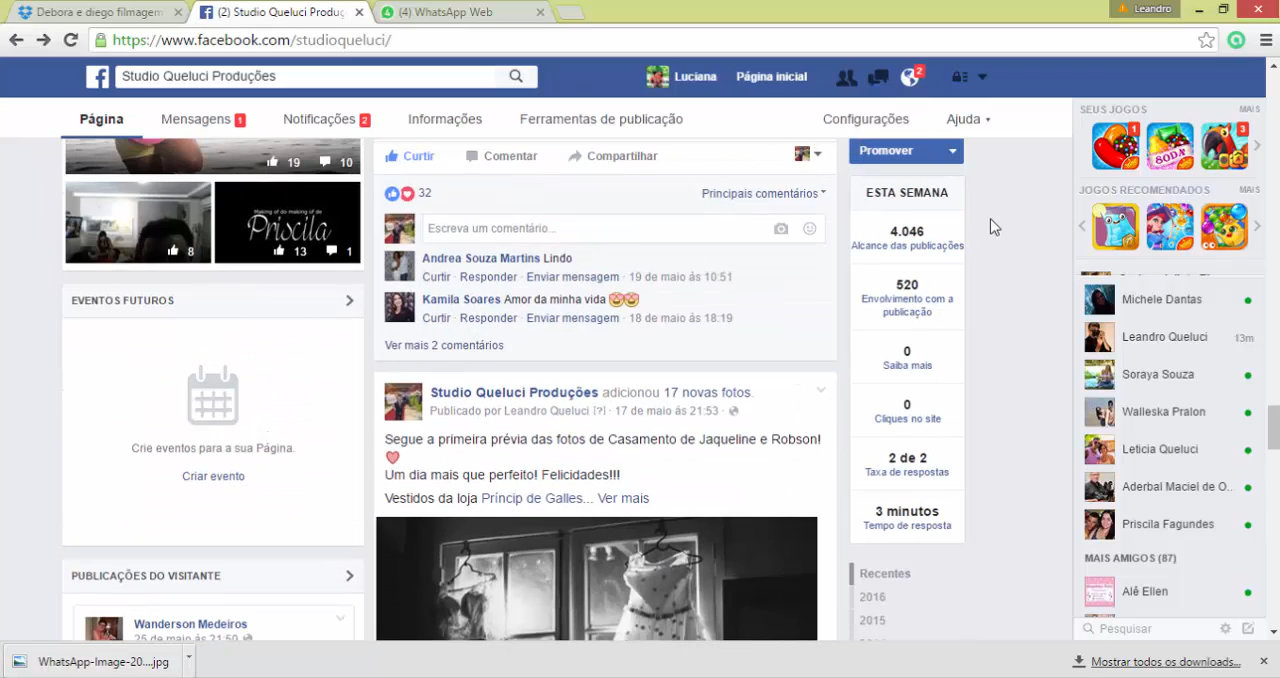 Debora e diego filmagem
(2) Studio Queluci Produç
(4) WhatsApp Web
Leandro
https://www.facebook.com/studioqueluci/
Studio Queluci Produções
Luciana
Página inicial
2
Página
Mensagens 1
Notificações 2
Informações
Ferramentas de publicação
Configurações
Ajuda
19 10
8
Making of do making of de
Priscila
13 1
EVENTOS FUTUROS
Crie eventos para a sua Página.
Criar evento
PUBLICAÇÕES DO VISITANTE
Wanderson Medeiros
25 de maio às 21:50
Curtir Comentar Compartilhar
32
Principais comentários
Escreva um comentário...
Andrea Souza Martins Lindo
Curtir · Responder · Enviar mensagem · 19 de maio às 10:51
Kamila Soares Amor da minha vida 😍😍
Curtir · Responder · Enviar mensagem · 18 de maio às 18:19
Ver mais 2 comentários
Studio Queluci Produções adicionou 17 novas fotos.
Publicado por Leandro Queluci [?] · 17 de maio às 21:53 ·
Segue a primeira prévia das fotos de Casamento de Jaqueline e Robson!
Um dia mais que perfeito! Felicidades!!!
Vestidos da loja Príncip de Galles... Ver mais
Promover
ESTA SEMANA
4.046
Alcance das publicações
520
Envolvimento com a
publicação
0
Saiba mais
0
Cliques no site
2 de 2
Taxa de respostas
3 minutos
Tempo de resposta
Recentes
2016
2015
SEUS JOGOS MAIS
1
SODA
3
JOGOS RECOMENDADOS MAIS
Michele Dantas
Leandro Queluci 13m
Soraya Souza
Walleska Pralon
Leticia Queluci
Aderbal Maciel de O...
Priscila Fagundes
MAIS AMIGOS (87)
Alê Ellen
Pesquisar
WhatsApp-Image-20....jpg
Mostrar todos os downloads...